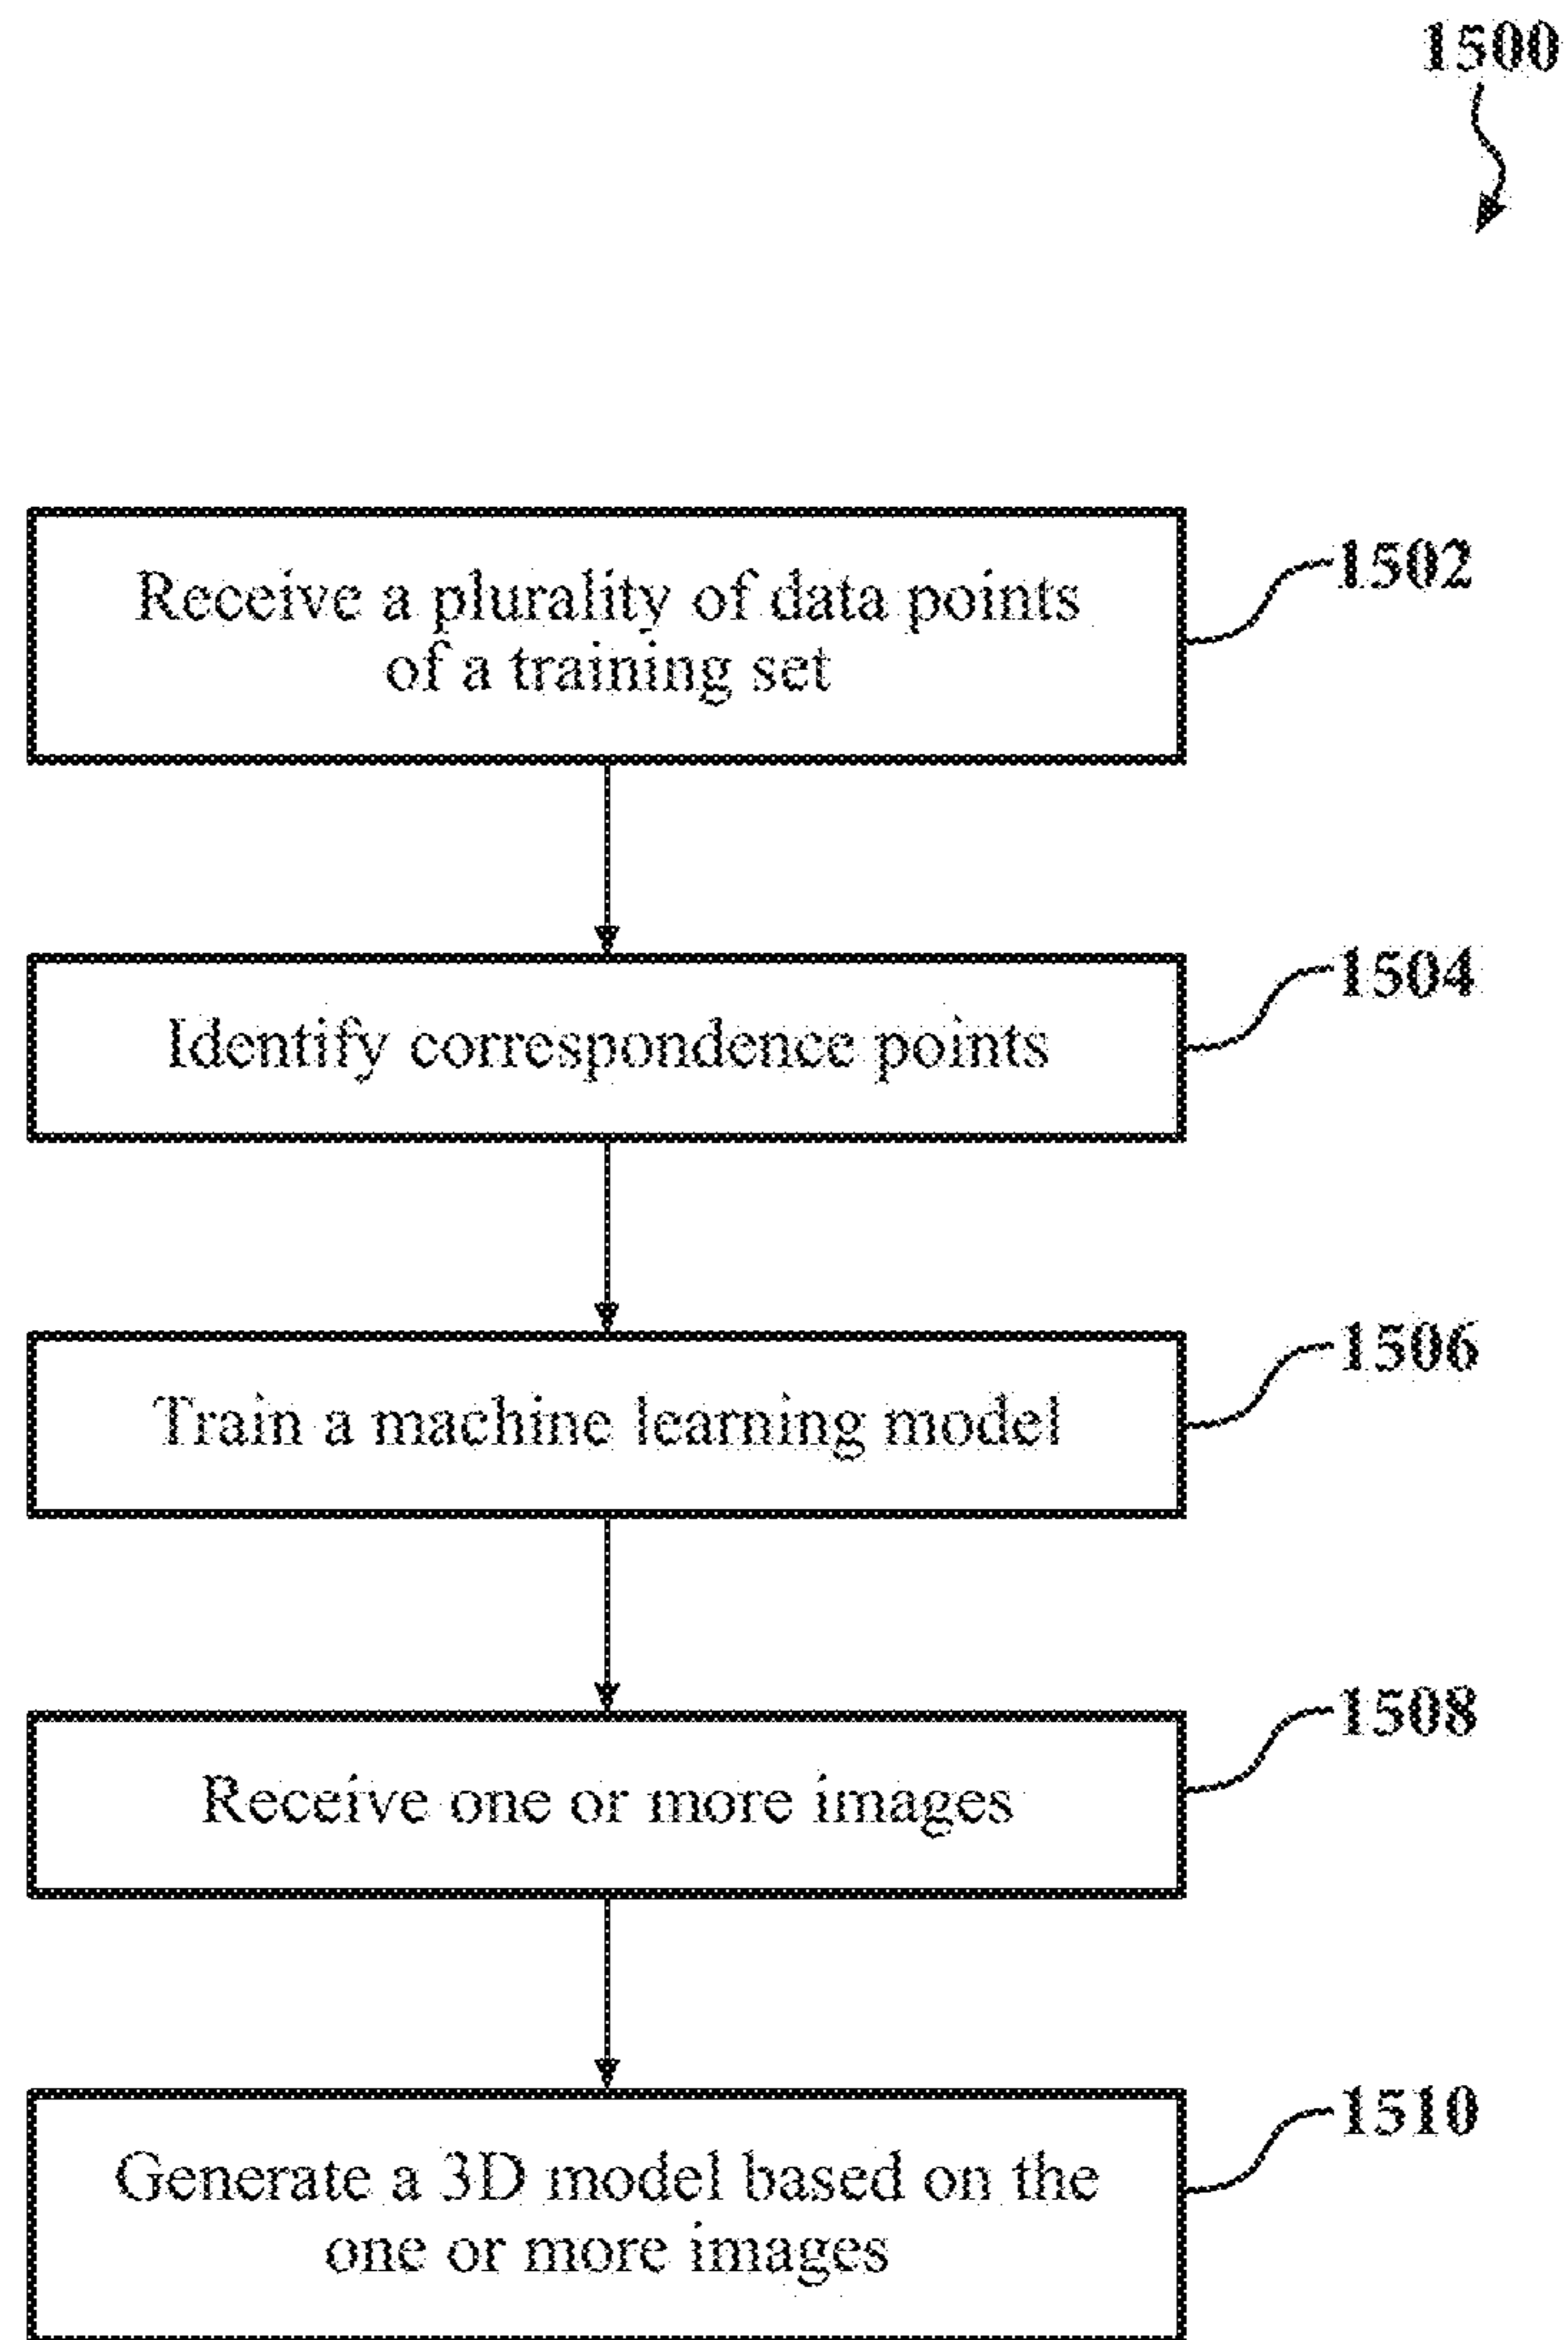 1500
Receive a plurality of data points
of a training set
1502
Identify correspondence points
1504
Train a machine learning model
1506
Receive one or more images
1508
Generate a 3D model based on the
one or more images
1510